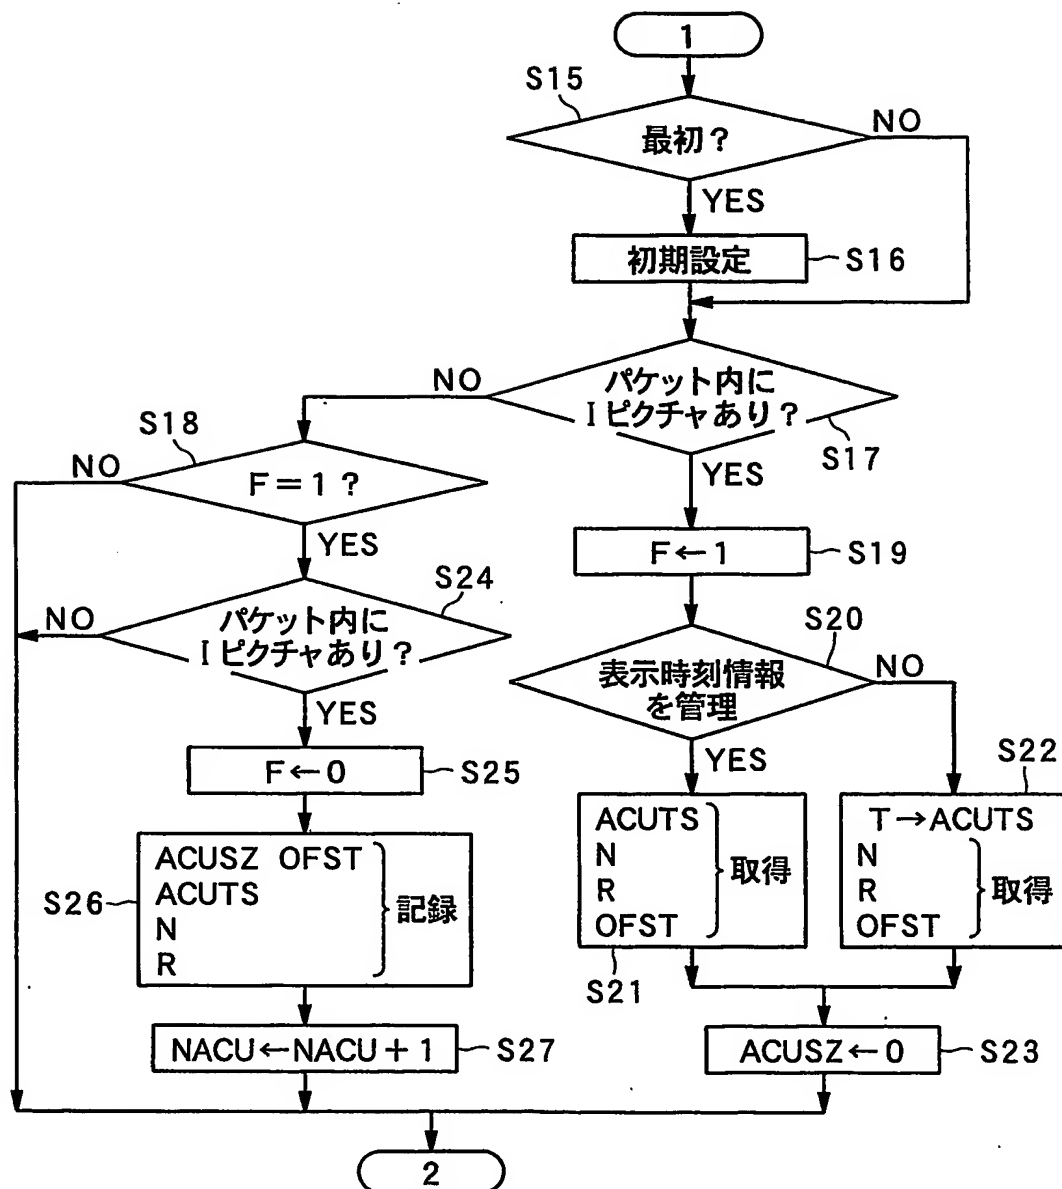 1
S15
最初?
NO
YES
初期設定
S16
パケット内に
Iピクチャあり?
NO
S17
YES
S18
F=1?
NO
YES
F←1
S19
S24
パケット内に
Iピクチャあり?
NO
YES
S20
表示時刻情報
を管理
NO
YES
F←0
S25
S22
ACUTS
N
R
OFST
取得
S21
T→ACUTS
N
R
OFST
取得
S26
ACUSZ OFST
ACUTS
N
R
記録
NACU←NACU+1
S27
ACUSZ←0
S23
2